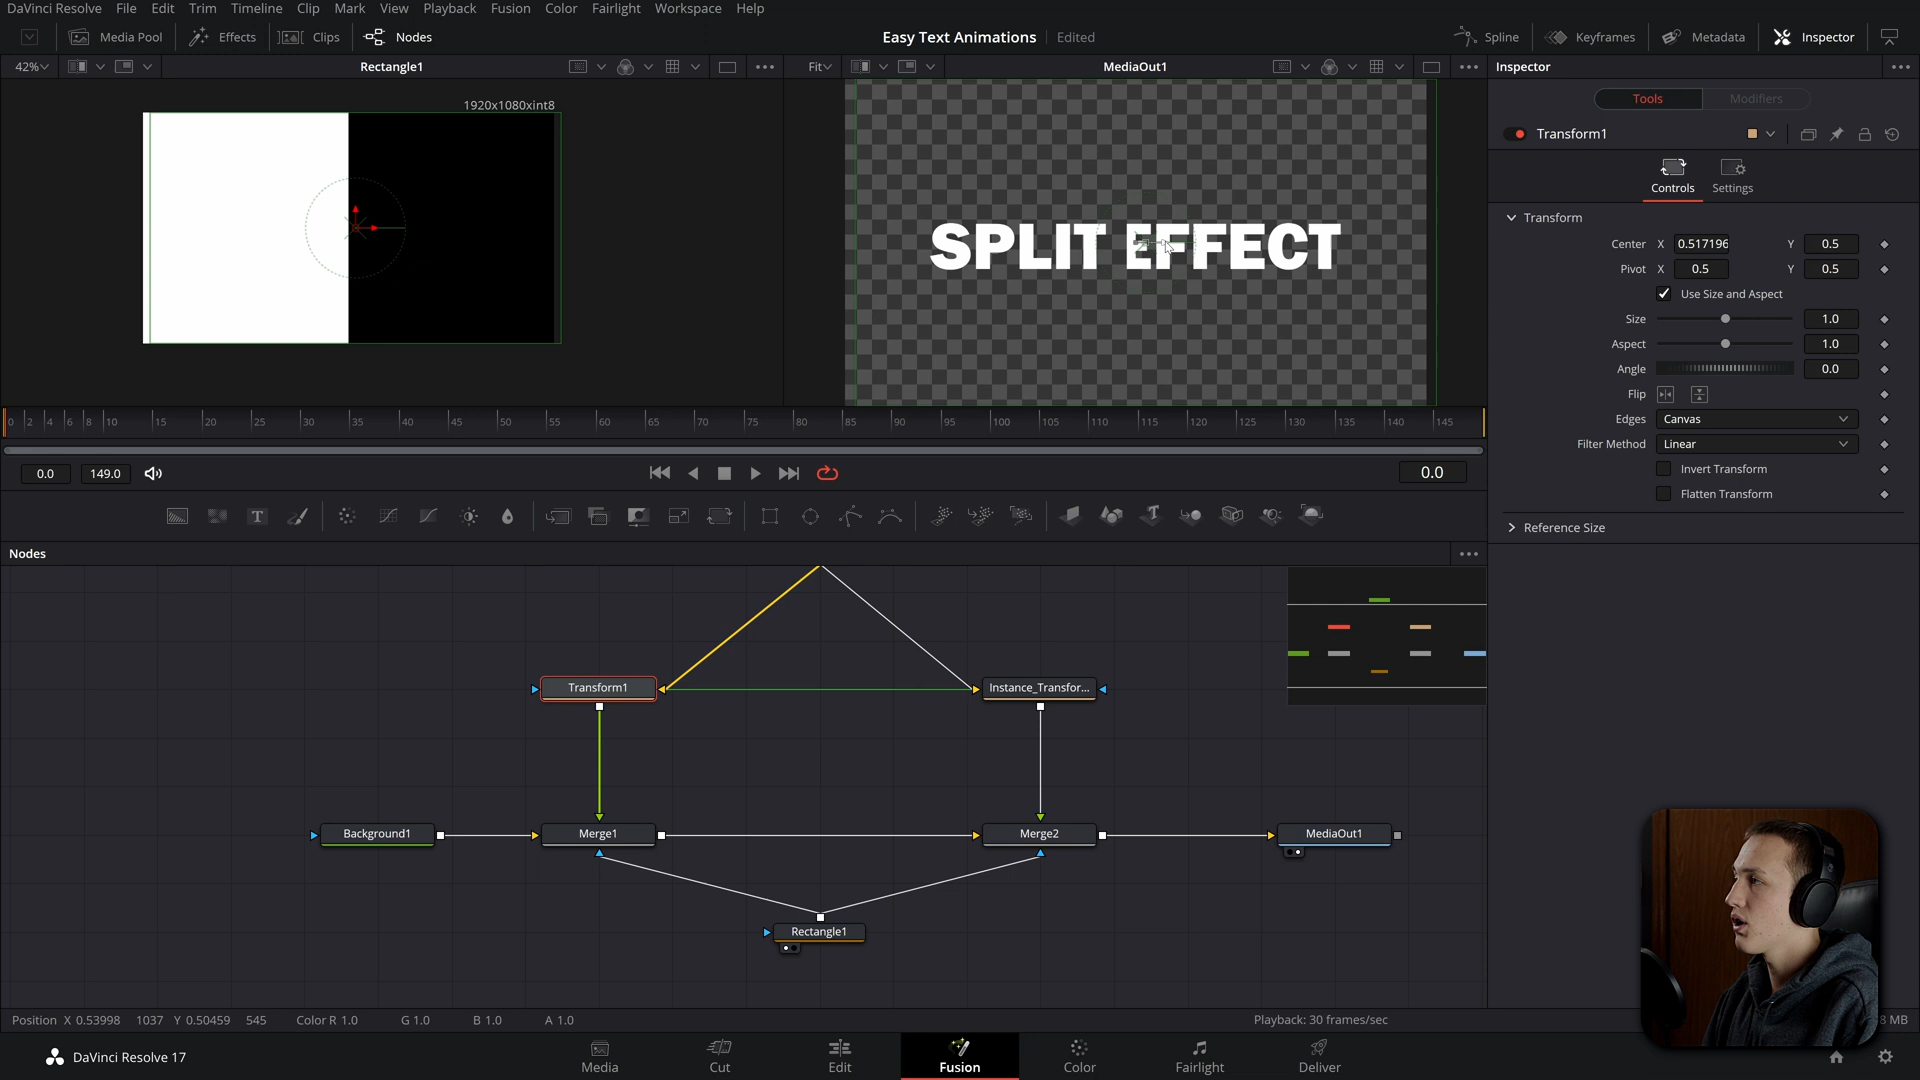 DaVinci Resolve File Edit Trim Timeline Clip Mark View Playback Fusion Color Fairlight Workspace Help
Media Pool Effects Clips Nodes Easy Text Animations Edited Spline Keyframes Metadata Inspector
42% Rectangle1 Fit MediaOut1 Inspector
1920x1080xint8
Tools Modifiers
Transform1
Controls Settings
SPLIT EFFECT
Transform
Center X 0.517196 Y 0.5
Pivot X 0.5 Y 0.5
Use Size and Aspect
Size 1.0
Aspect 1.0
Angle 0.0
Flip
Edges Canvas
Filter Method Linear
Invert Transform
Flatten Transform
Reference Size
0 2 4 6 8 10 15 20 25 30 35 40 45 50 55 60 65 70 75 80 85 90 95 100 105 110 115 120 125 130 135 140 145
0.0 149.0 0.0
Nodes
Transform1 Instance_Transfor...
Background1 Merge1 Merge2 MediaOut1
Rectangle1
Position X 0.53998 1037 Y 0.50459 545 Color R 1.0 G 1.0 B 1.0 A 1.0 Playback: 30 frames/sec 8 MB
DaVinci Resolve 17 Media Cut Edit Fusion Color Fairlight Deliver